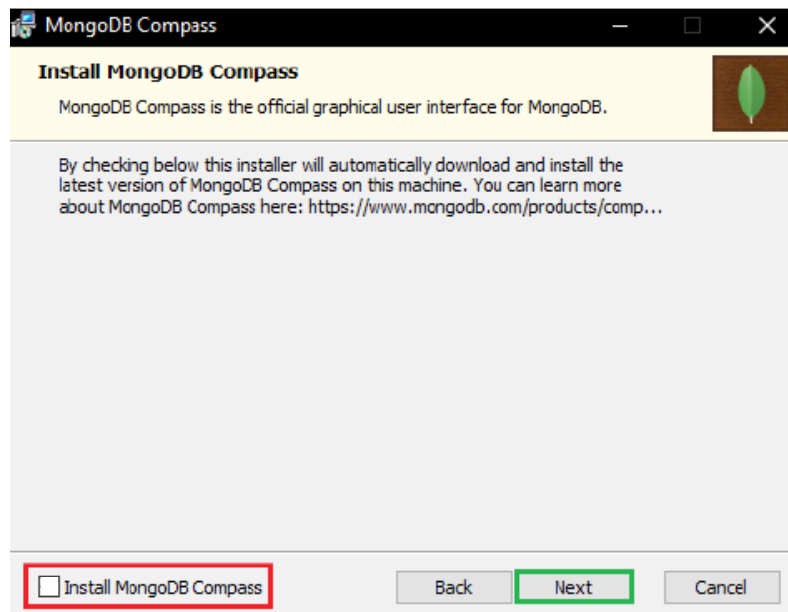 MongoDB Compass
Install MongoDB Compass
MongoDB Compass is the official graphical user interface for MongoDB.
By checking below this installer will automatically download and install the
latest version of MongoDB Compass on this machine. You can learn more
about MongoDB Compass here: https://www.mongodb.com/products/comp...
Install MongoDB Compass Back Next Cancel